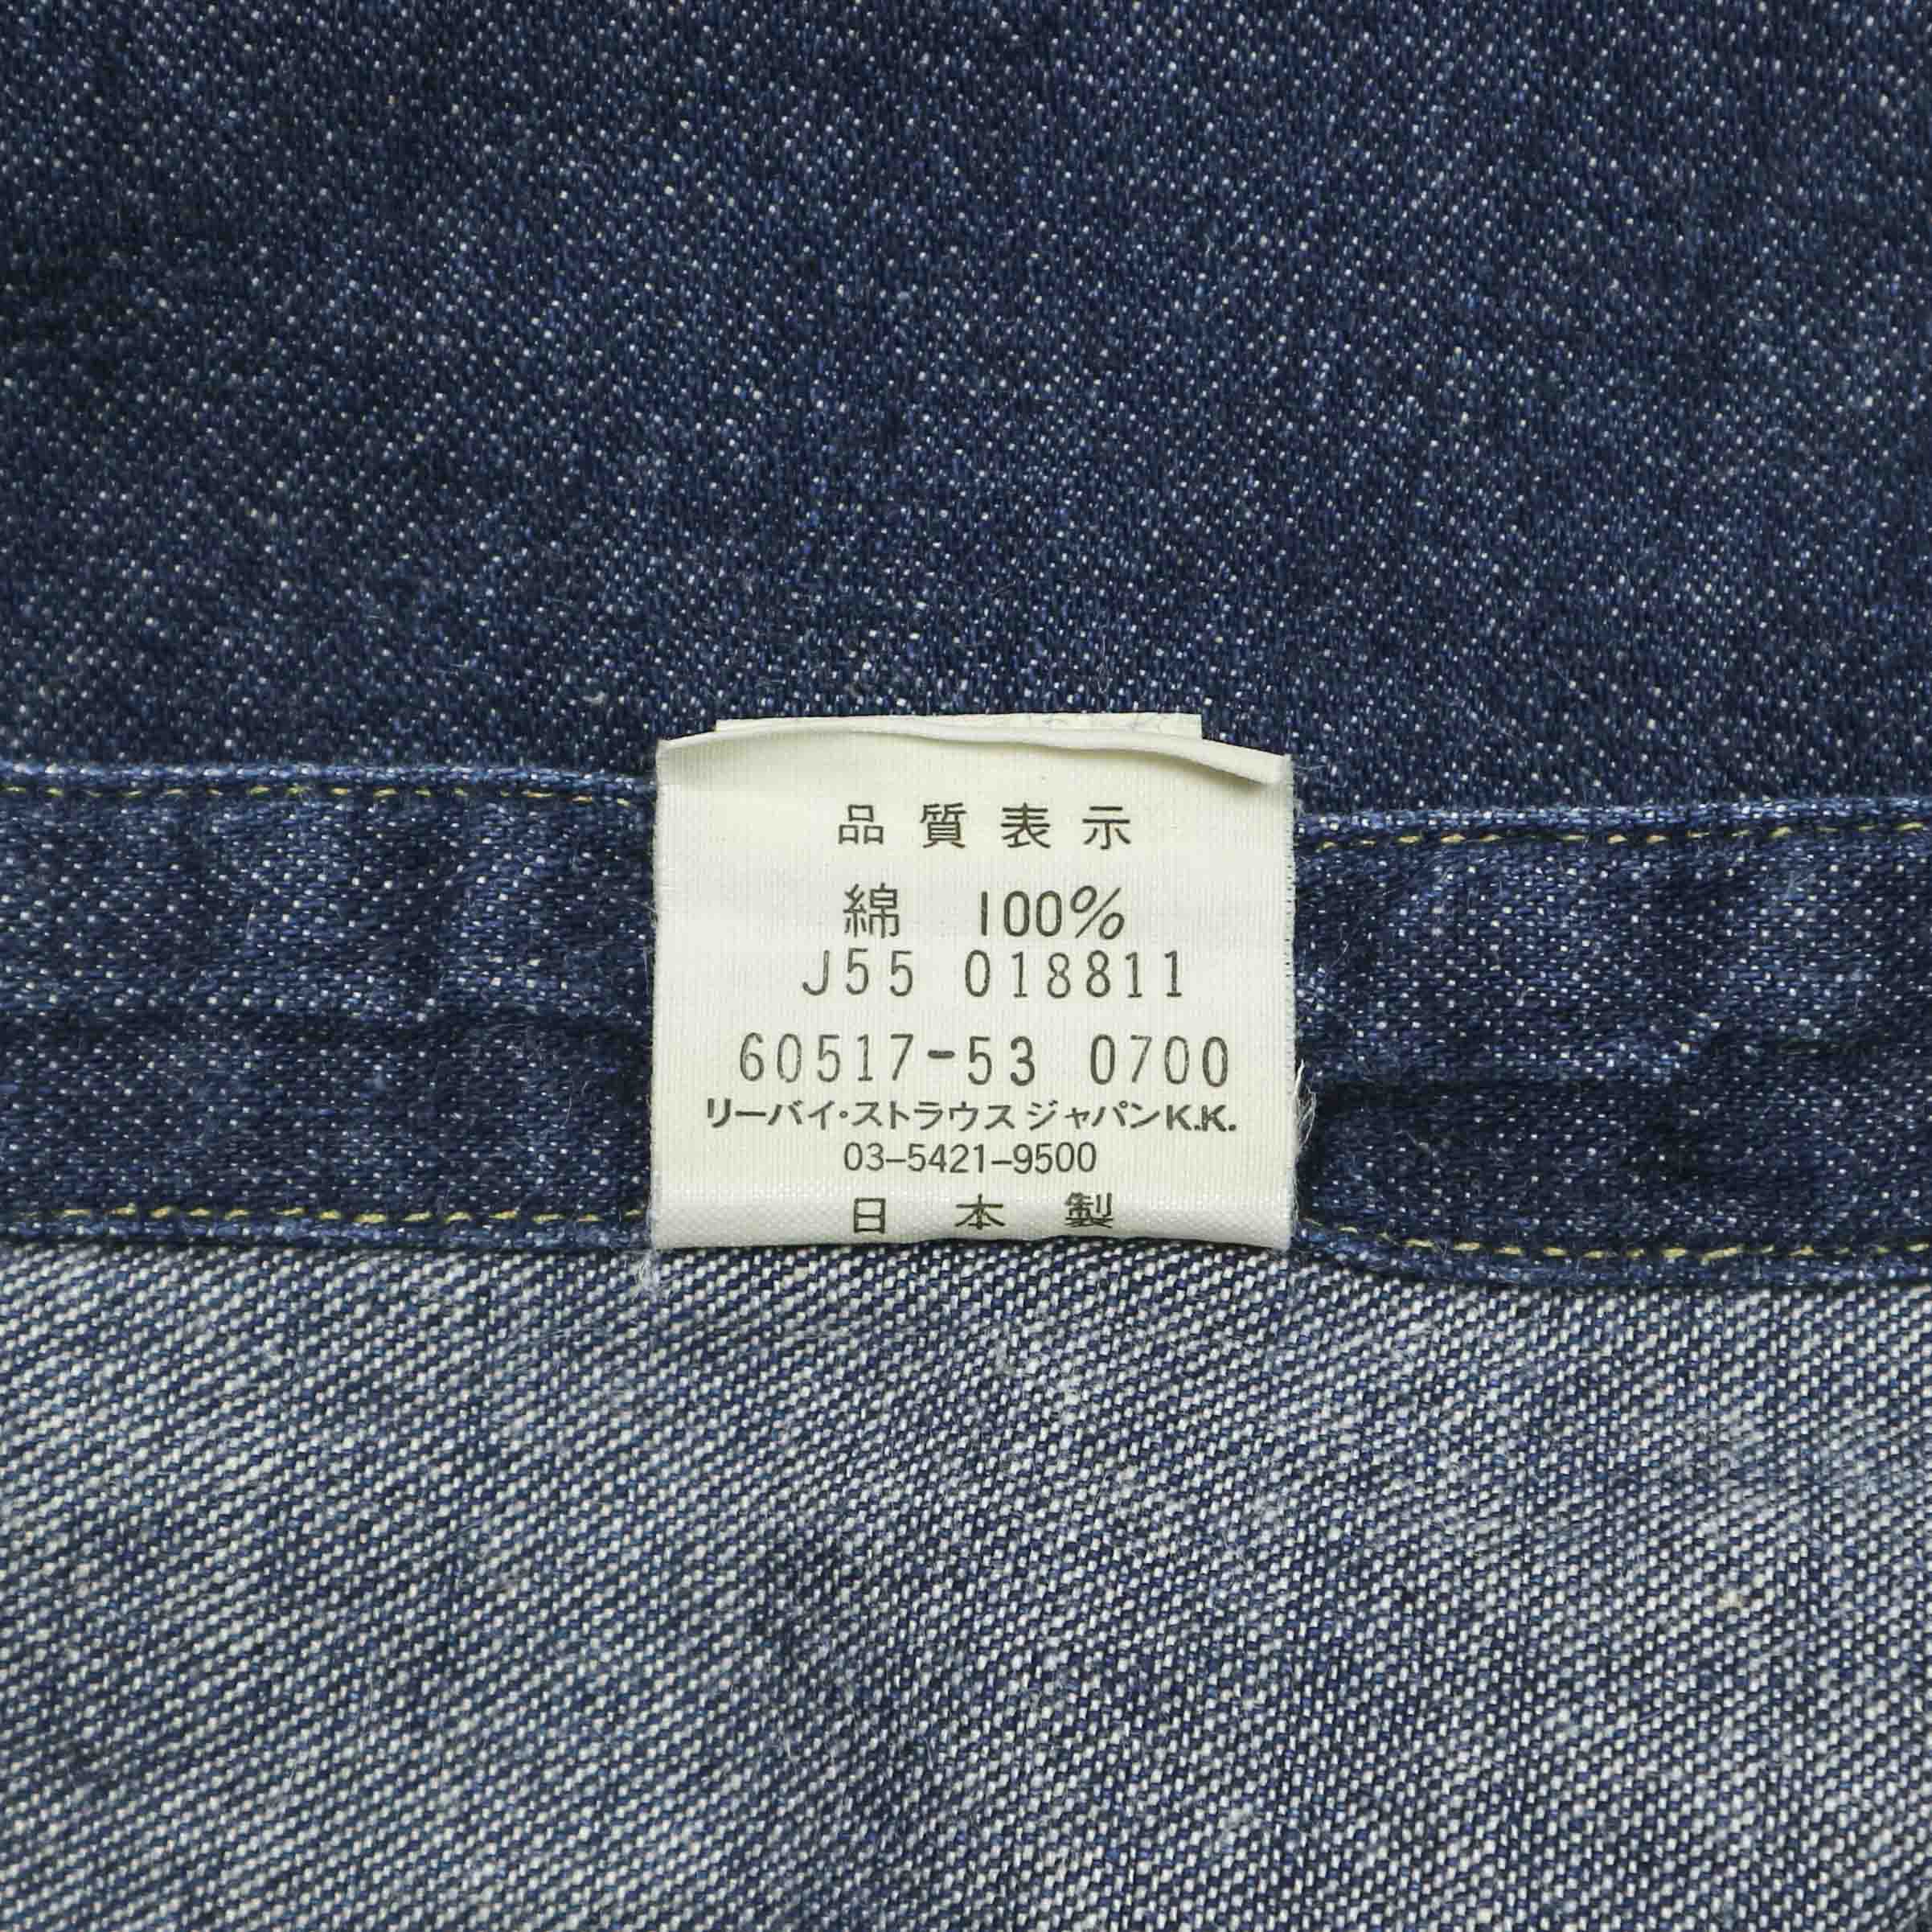 品質表示
綿 100%
J55 018811
60517-53 0700
リーバイ・ストラウス ジャパンK.K.
03-5421-9500
日本製